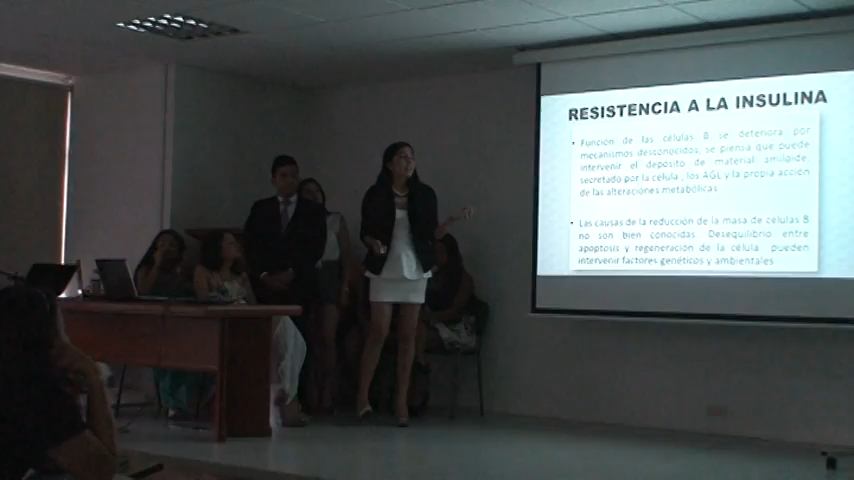 RESISTENCIA A LA INSULINA
• Función de las células B se deteriora por
mecanismos desconocidos, se piensa que puede
intervenir el depósito de material amiloide,
secretado por la célula , los AGL y la propia acción
de las alteraciones metabólicas
• Las causas de la reducción de la masa de células B
no son bien conocidas. Desequilibrio entre
apoptosis y regeneración de la célula pueden
intervenir factores genéticos y ambientales